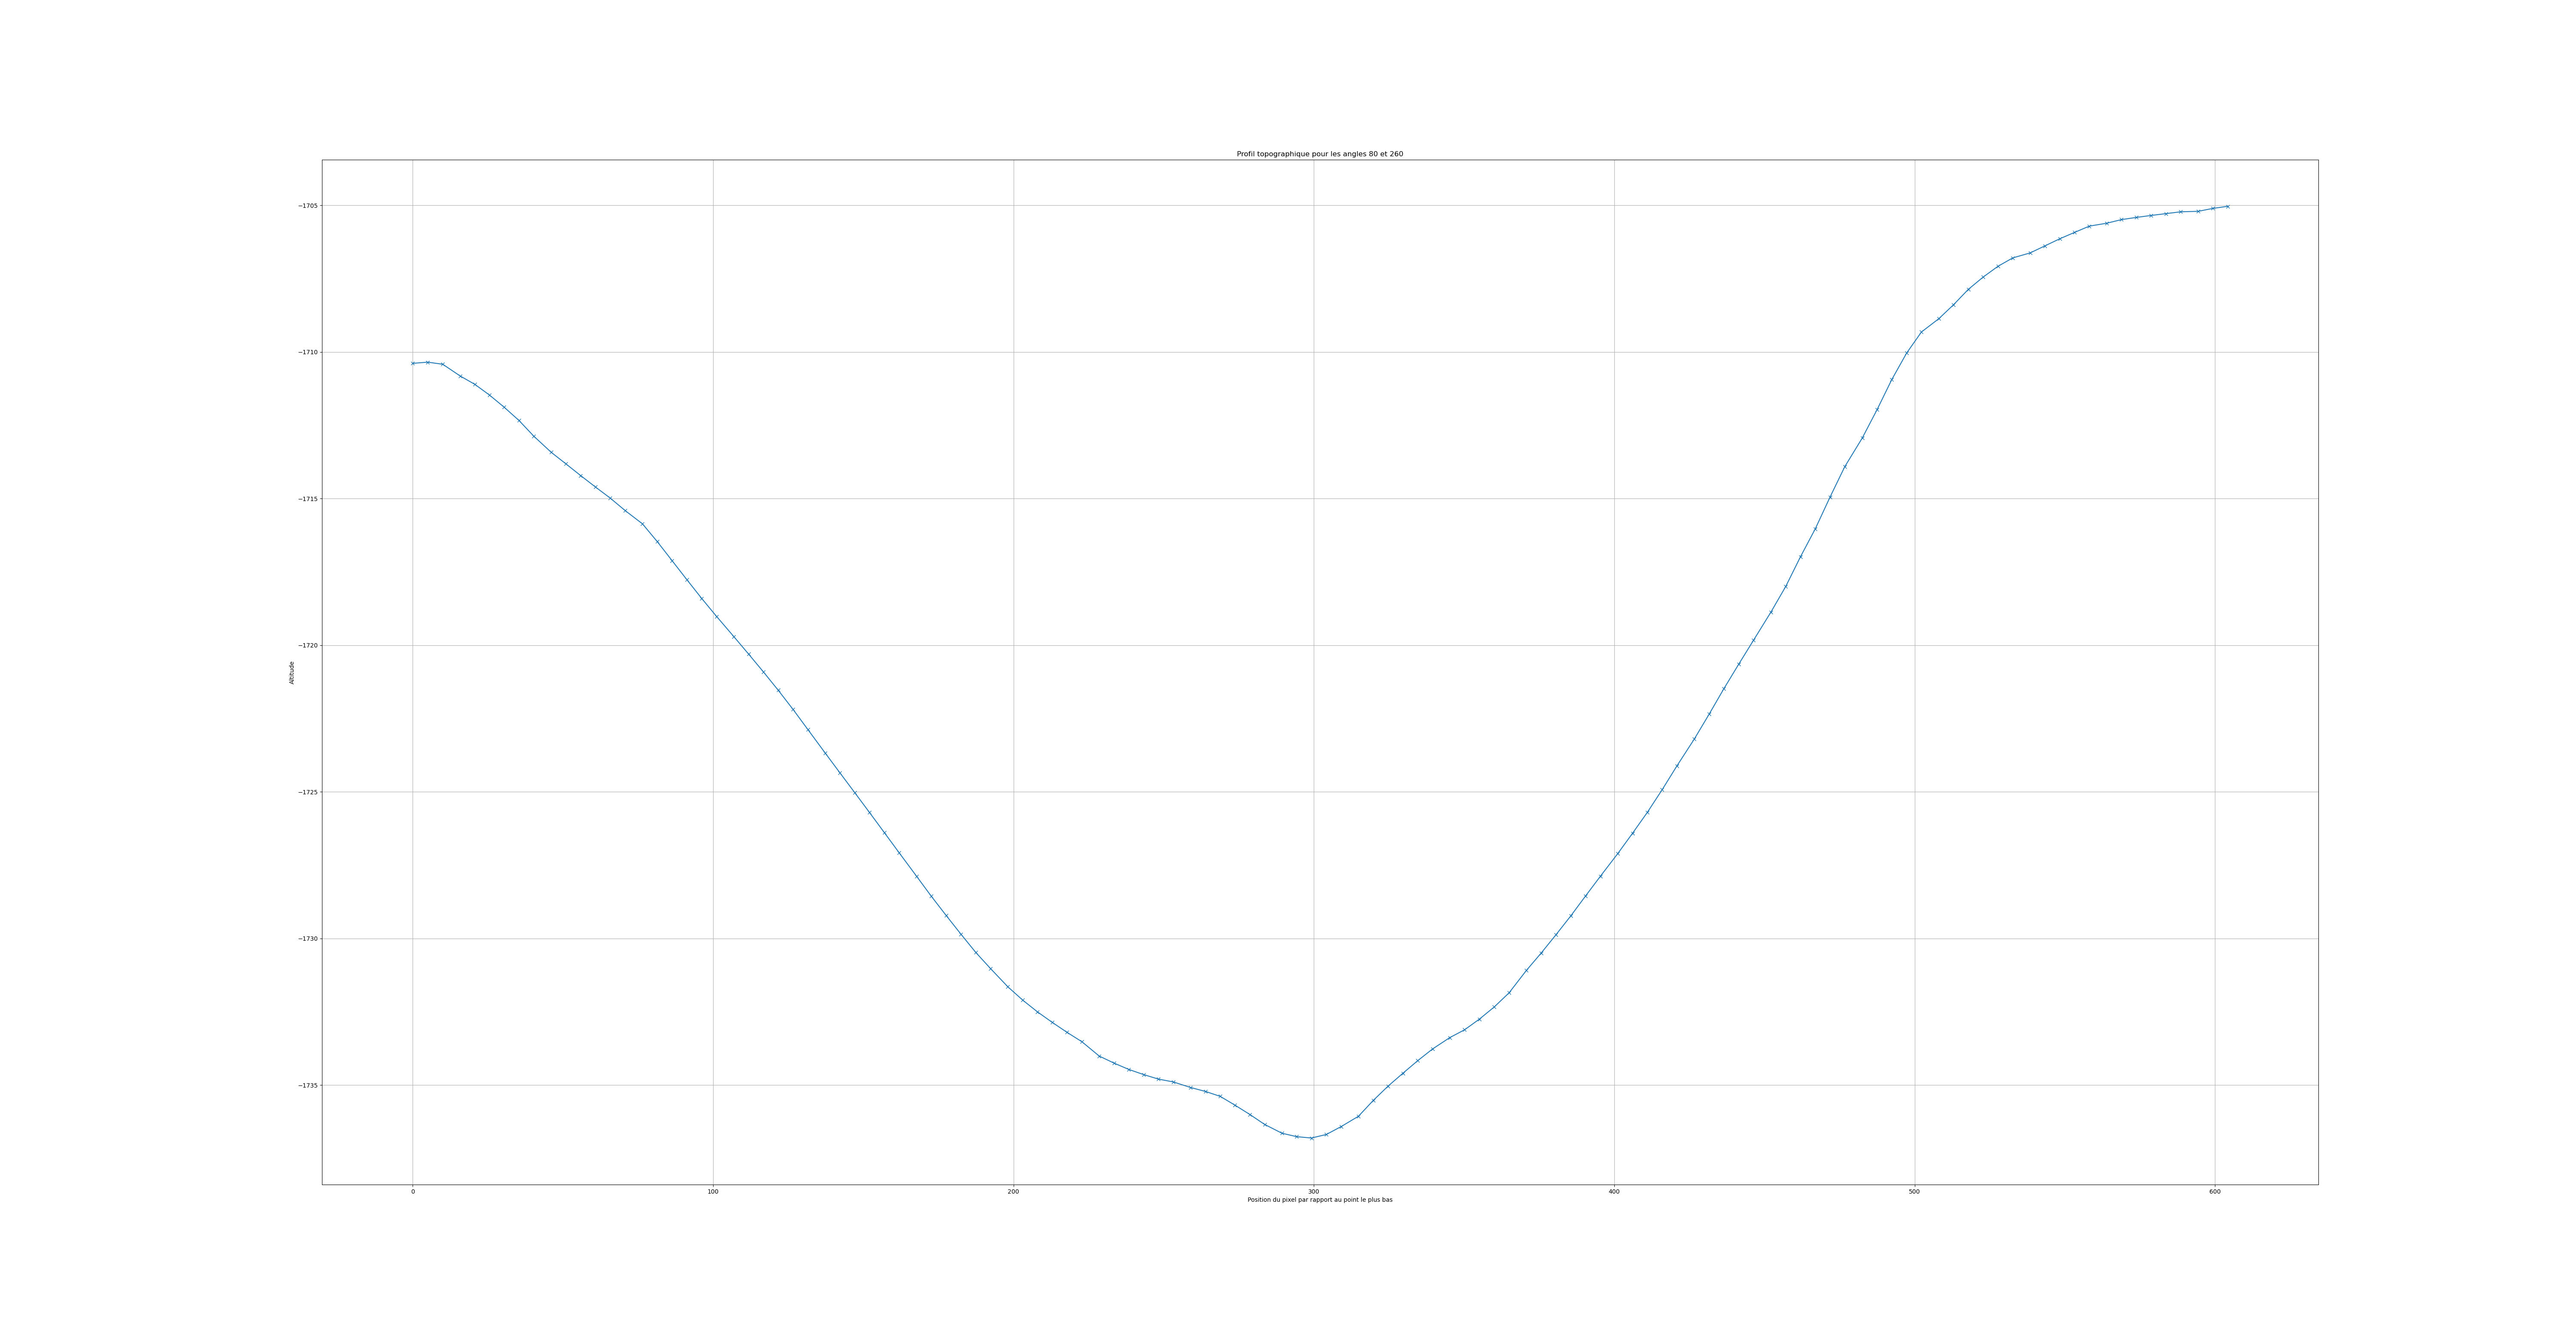 Profil topographique pour les angles 80 et 260
−1705
−1710
−1715
−1720
−1725
−1730
−1735
Altitude
0 100 200 300 400 500 600
Position du pixel par rapport au point le plus bas